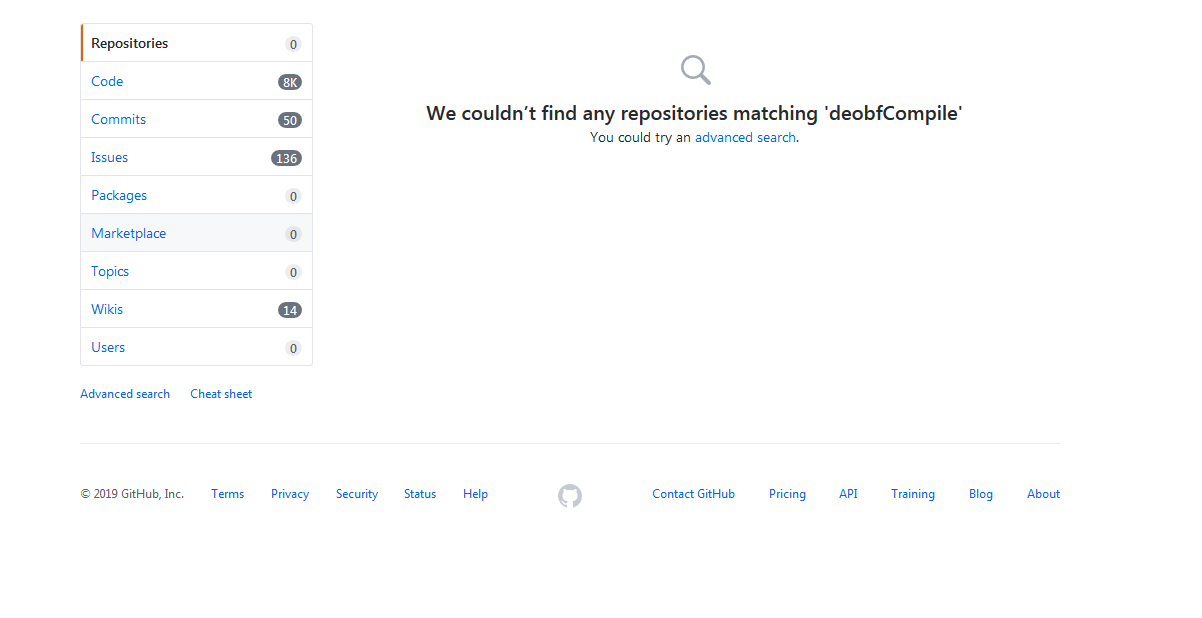 Repositories 0
Code 8K
Commits 50
Issues 136
Packages 0
Marketplace 0
Topics 0
Wikis 14
Users 0
Advanced search Cheat sheet
We couldn’t find any repositories matching 'deobfCompile'
You could try an advanced search.
© 2019 GitHub, Inc. Terms Privacy Security Status Help Contact GitHub Pricing API Training Blog About